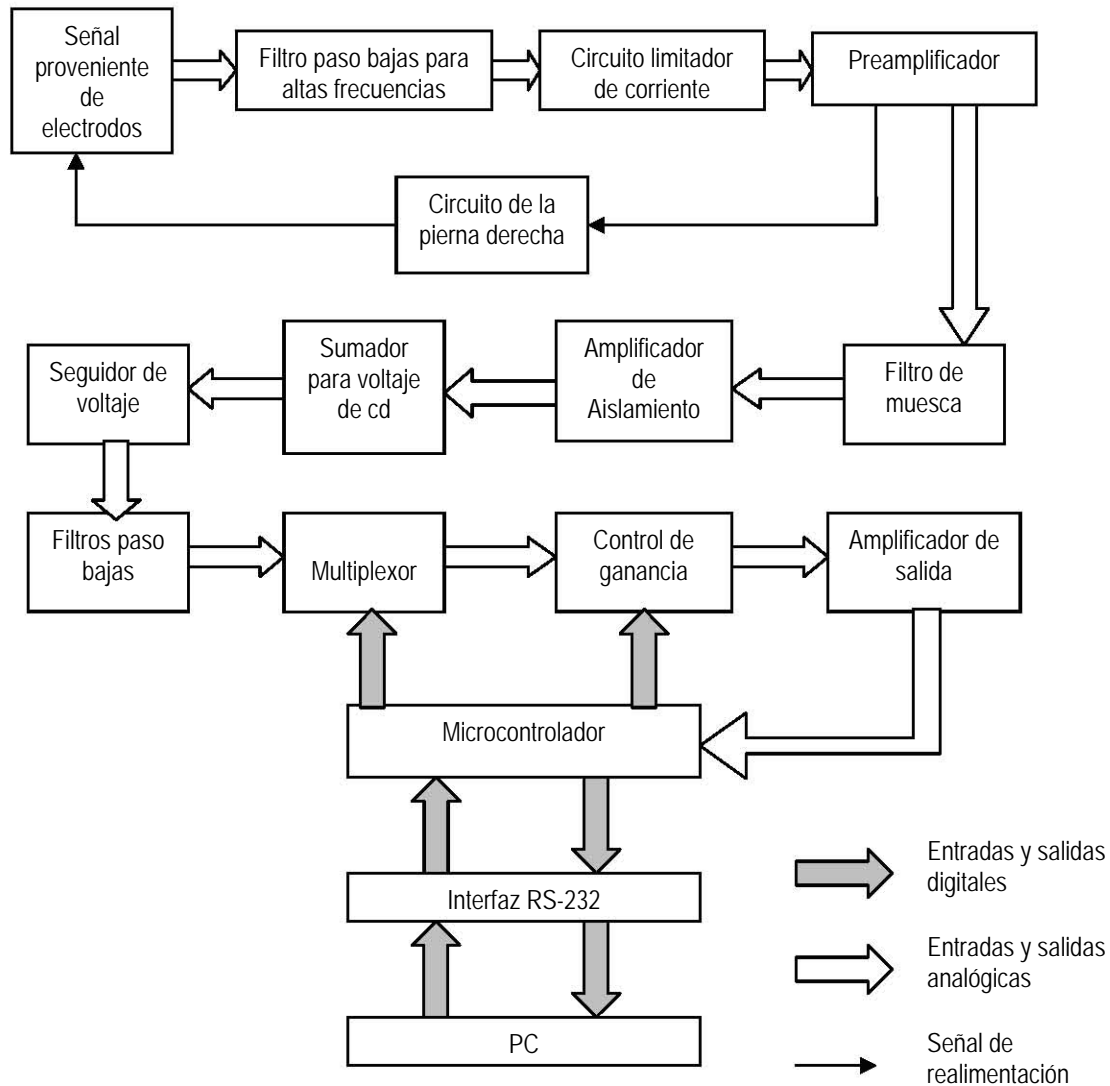 Señal
proveniente
de
electrodos
Filtro paso bajas para
altas frecuencias
Circuito limitador
de corriente
Preamplificador
Circuito de la
pierna derecha
Seguidor de
voltaje
Sumador
para voltaje
de cd
Amplificador
de
Aislamiento
Filtro de
muesca
Filtros paso
bajas
Multiplexor
Control de
ganancia
Amplificador de
salida
Microcontrolador
Interfaz RS-232
PC
Entradas y salidas
digitales
Entradas y salidas
analógicas
Señal de
realimentación